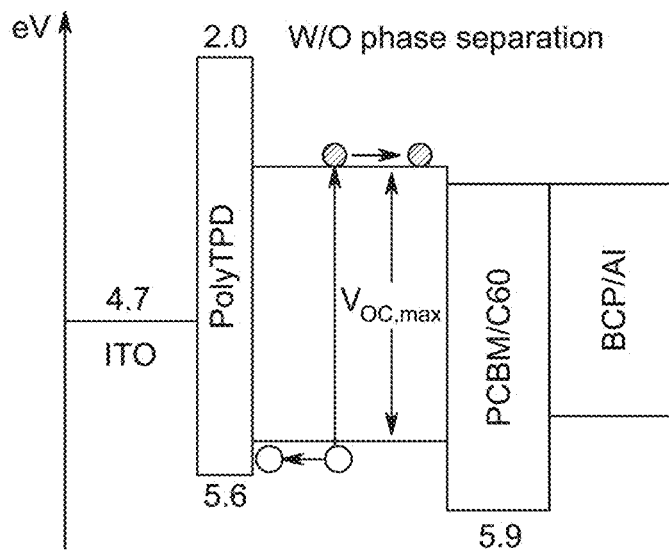 eV
2.0
W/O phase separation
PolyTPD
4.7
ITO
V_OC,max
PCBM/C60
BCP/Al
5.6
5.9